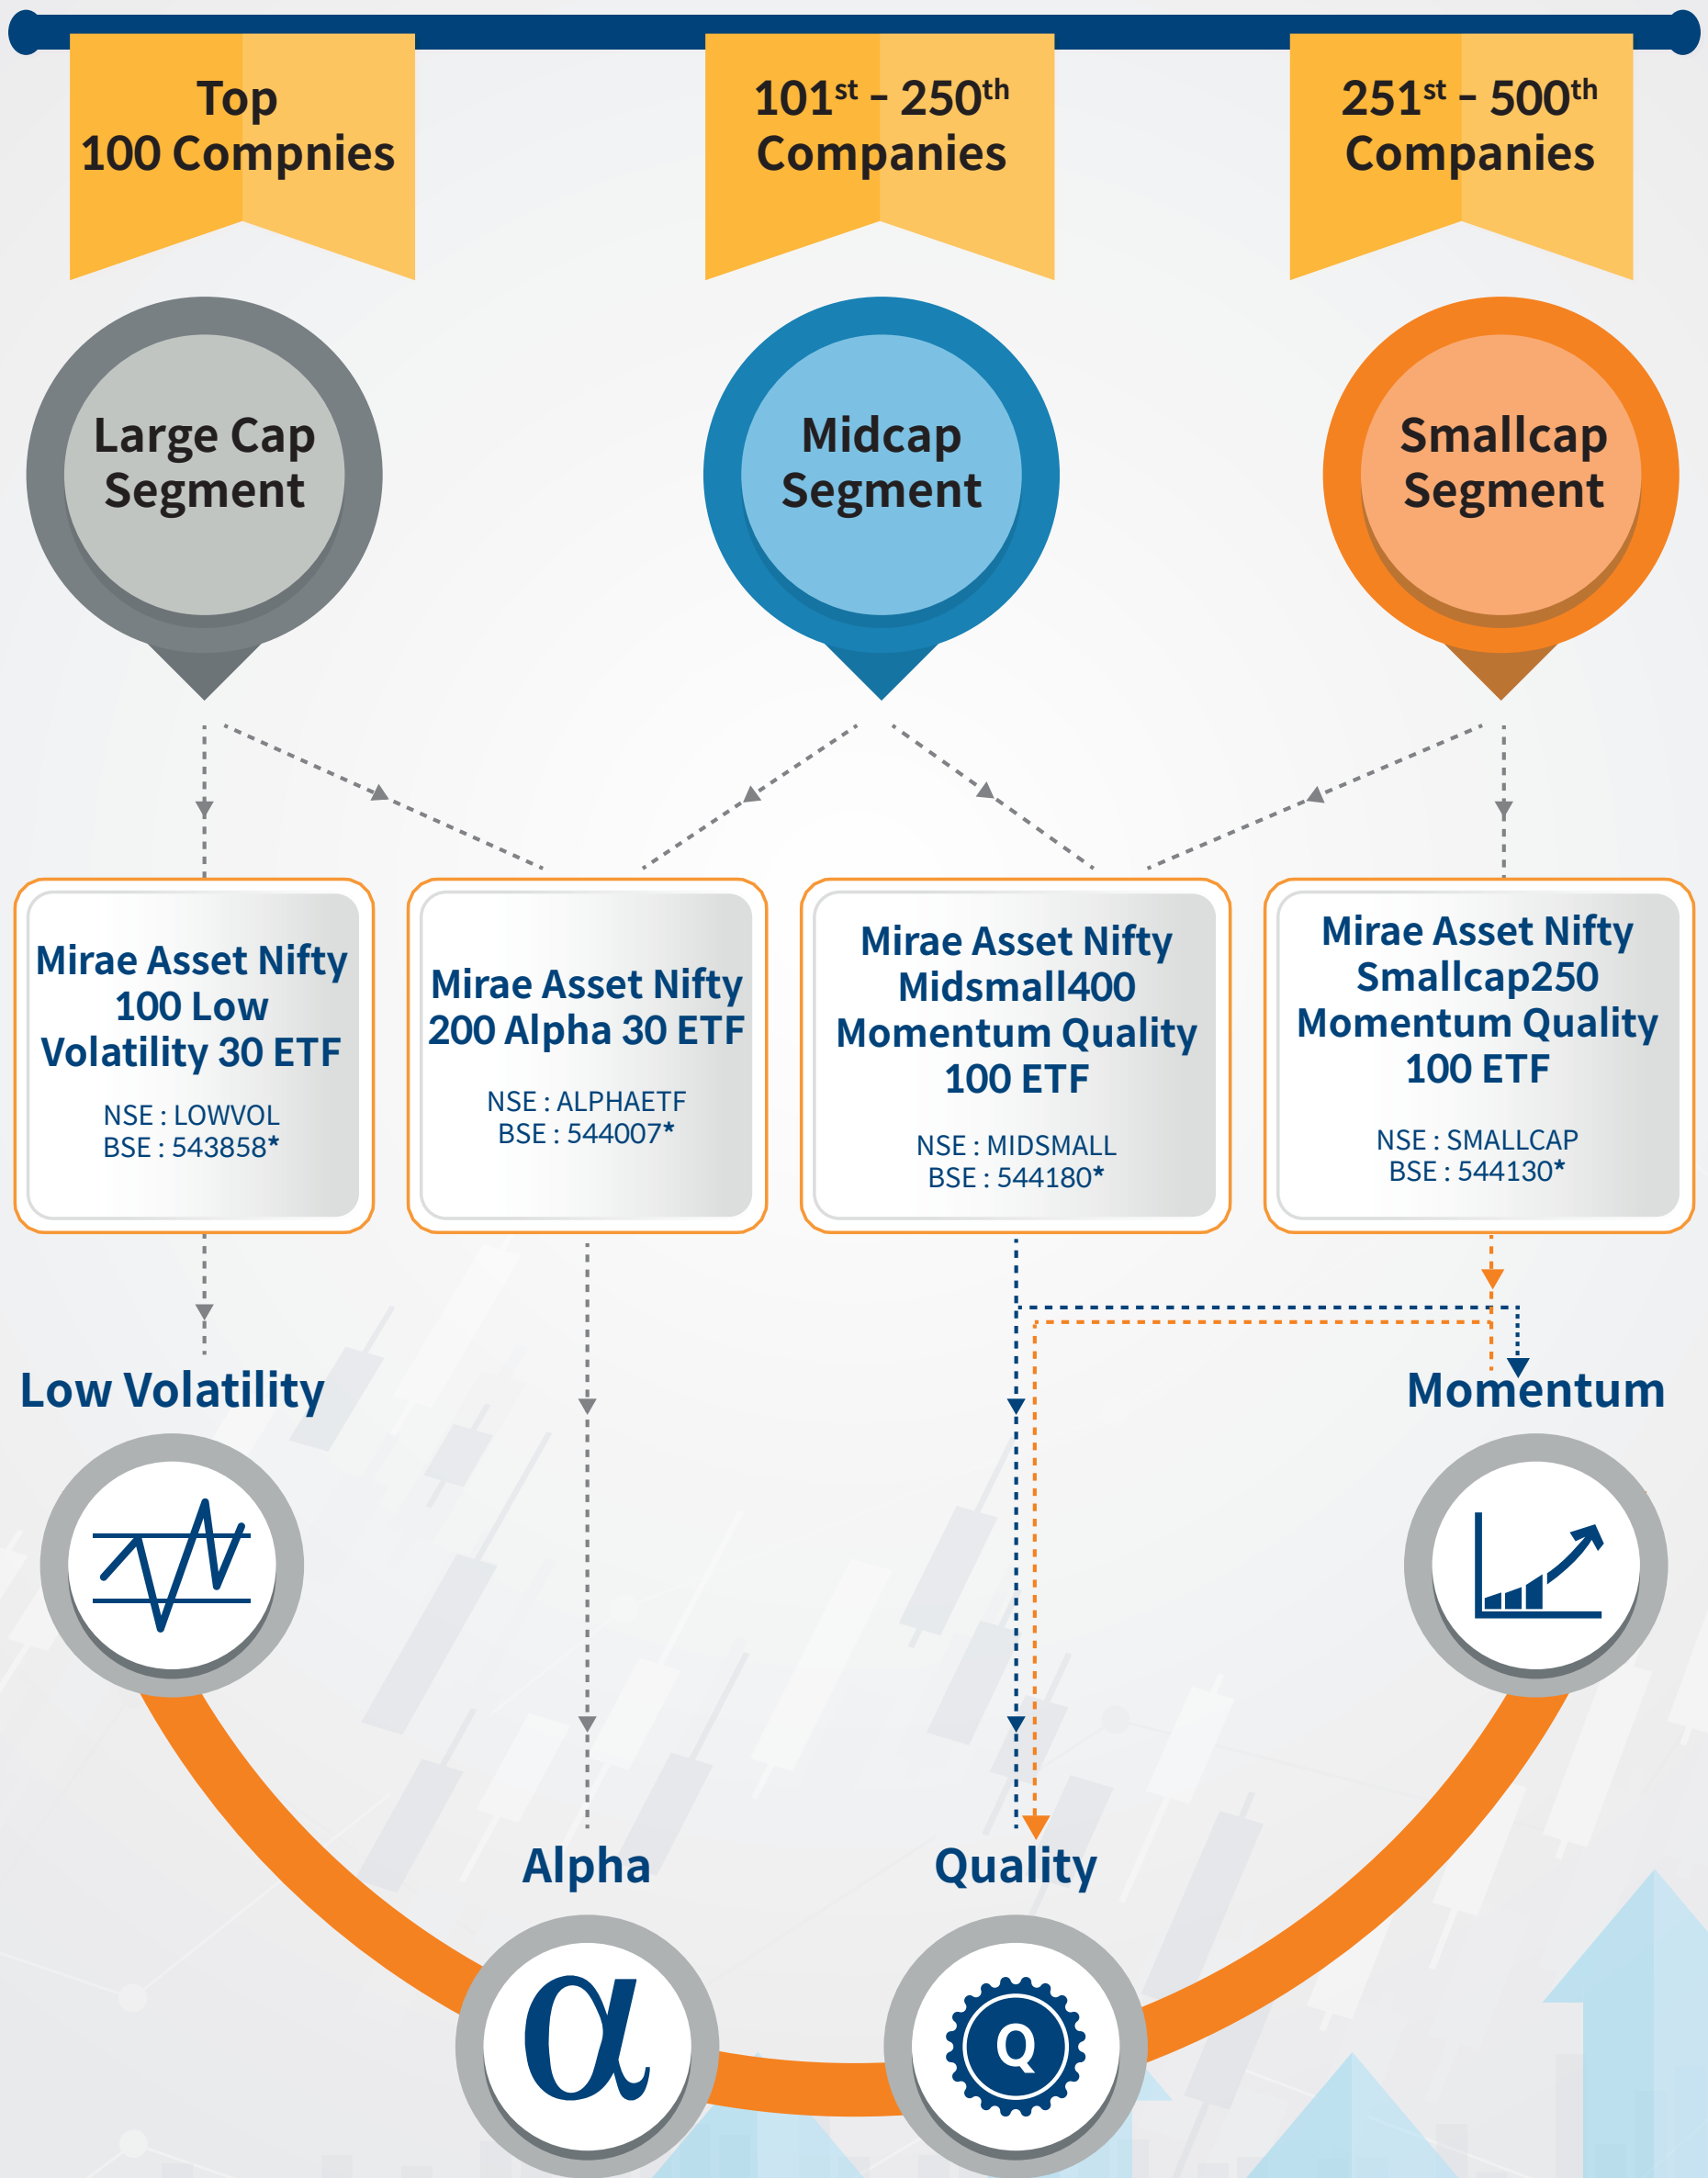 Top
100 Compnies
101st – 250th
Companies
251st – 500th
Companies
Large Cap
Segment
Midcap
Segment
Smallcap
Segment
Mirae Asset Nifty
100 Low
Volatility 30 ETF
NSE : LOWVOL
BSE : 543858*
Mirae Asset Nifty
200 Alpha 30 ETF
NSE : ALPHAETF
BSE : 544007*
Mirae Asset Nifty
Midsmall400
Momentum Quality
100 ETF
NSE : MIDSMALL
BSE : 544180*
Mirae Asset Nifty
Smallcap250
Momentum Quality
100 ETF
NSE : SMALLCAP
BSE : 544130*
Low Volatility
Momentum
Alpha
Quality
α
Q